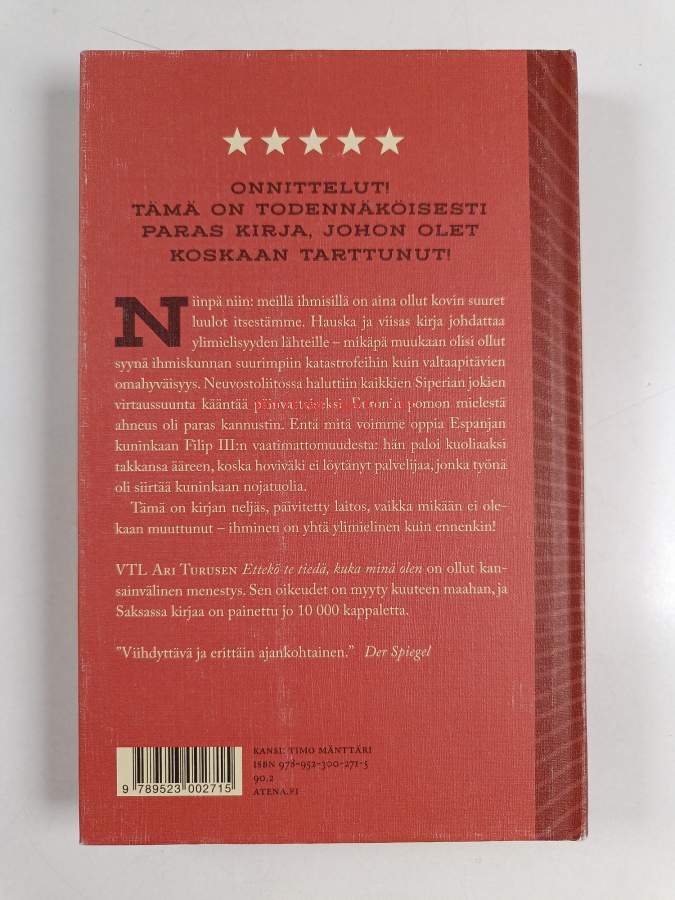 ONNITTELUT!
TÄMÄ ON TODENNÄKÖISESTI
PARAS KIRJA, JOHON OLET
KOSKAAN TARTTUNUT!
Niinpä niin: meillä ihmisillä on aina ollut kovin suuret
luulot itsestämme. Hauska ja viisas kirja johdattaa
ylimielisyyden lähteille – mikäpä muukaan olisi ollut
syynä ihmiskunnan suurimpiin katastrofeihin kuin valtaapitävien
omahyväisyys. Neuvostoliitossa haluttiin kaikkien Siperian jokien
virtaussuunta kääntää päinvastaiseksi. Enronin pomon mielestä
ahneus oli paras kannustin. Entä mitä voimme oppia Espanjan
kuninkaan Filip III:n vaatimattomuudesta: hän paloi kuoliaaksi
takkansa ääreen, koska hoviväki ei löytänyt palvelijaa, jonka työnä
oli siirtää kuninkaan nojatuolia.
Tämä on kirjan neljäs, päivitetty laitos, vaikka mikään ei ole-
kaan muuttunut – ihminen on yhtä ylimielinen kuin ennenkin!
VTL ARI TURUSEN Ettekö te tiedä, kuka minä olen on ollut kan-
sainvälinen menestys. Sen oikeudet on myyty kuuteen maahan, ja
Saksassa kirjaa on painettu jo 10 000 kappaletta.
”Viihdyttävä ja erittäin ajankohtainen.” Der Spiegel
KANSI: TIMO MÄNTTÄRI
ISBN 978-952-300-271-5
90.2
ATENA.FI
9 789523 002715